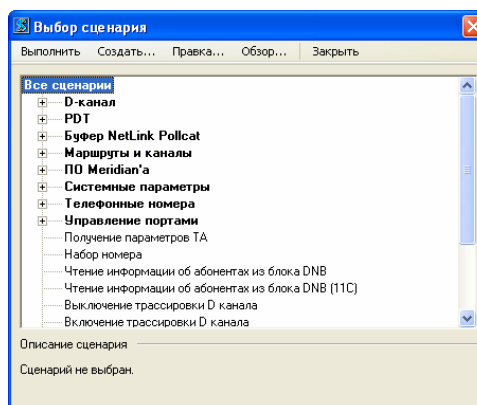 Выбор сценария
Выполнить Создать... Правка... Обзор... Закрыть
Все сценарии
D-канал
PDT
Буфер NetLink Pollcat
Маршруты и каналы
ПО Meridian'а
Системные параметры
Телефонные номера
Управление портами
Получение параметров ТА
Набор номера
Чтение информации об абонентах из блока DNB
Чтение информации об абонентах из блока DNB (11C)
Выключение трассировки D канала
Включение трассировки D канала
Описание сценария
Сценарий не выбран.